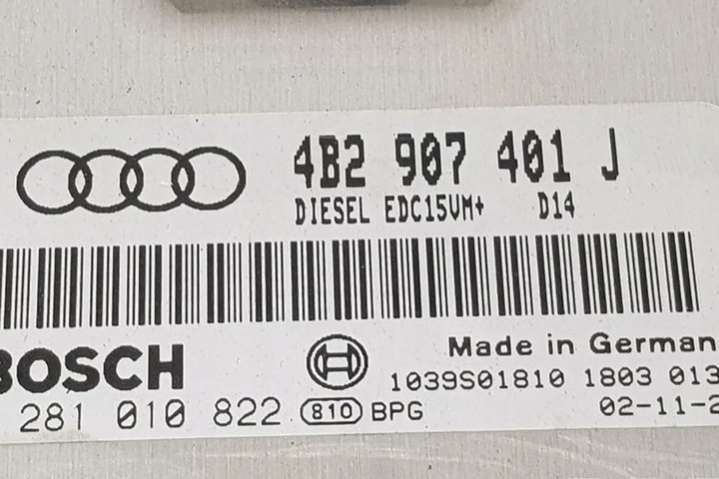 4B2 907 401 J
DIESEL EDC15VM+ D14
BOSCH
Made in German
1039S01810 1803 013
281 010 822 810 BPG
02-11-2